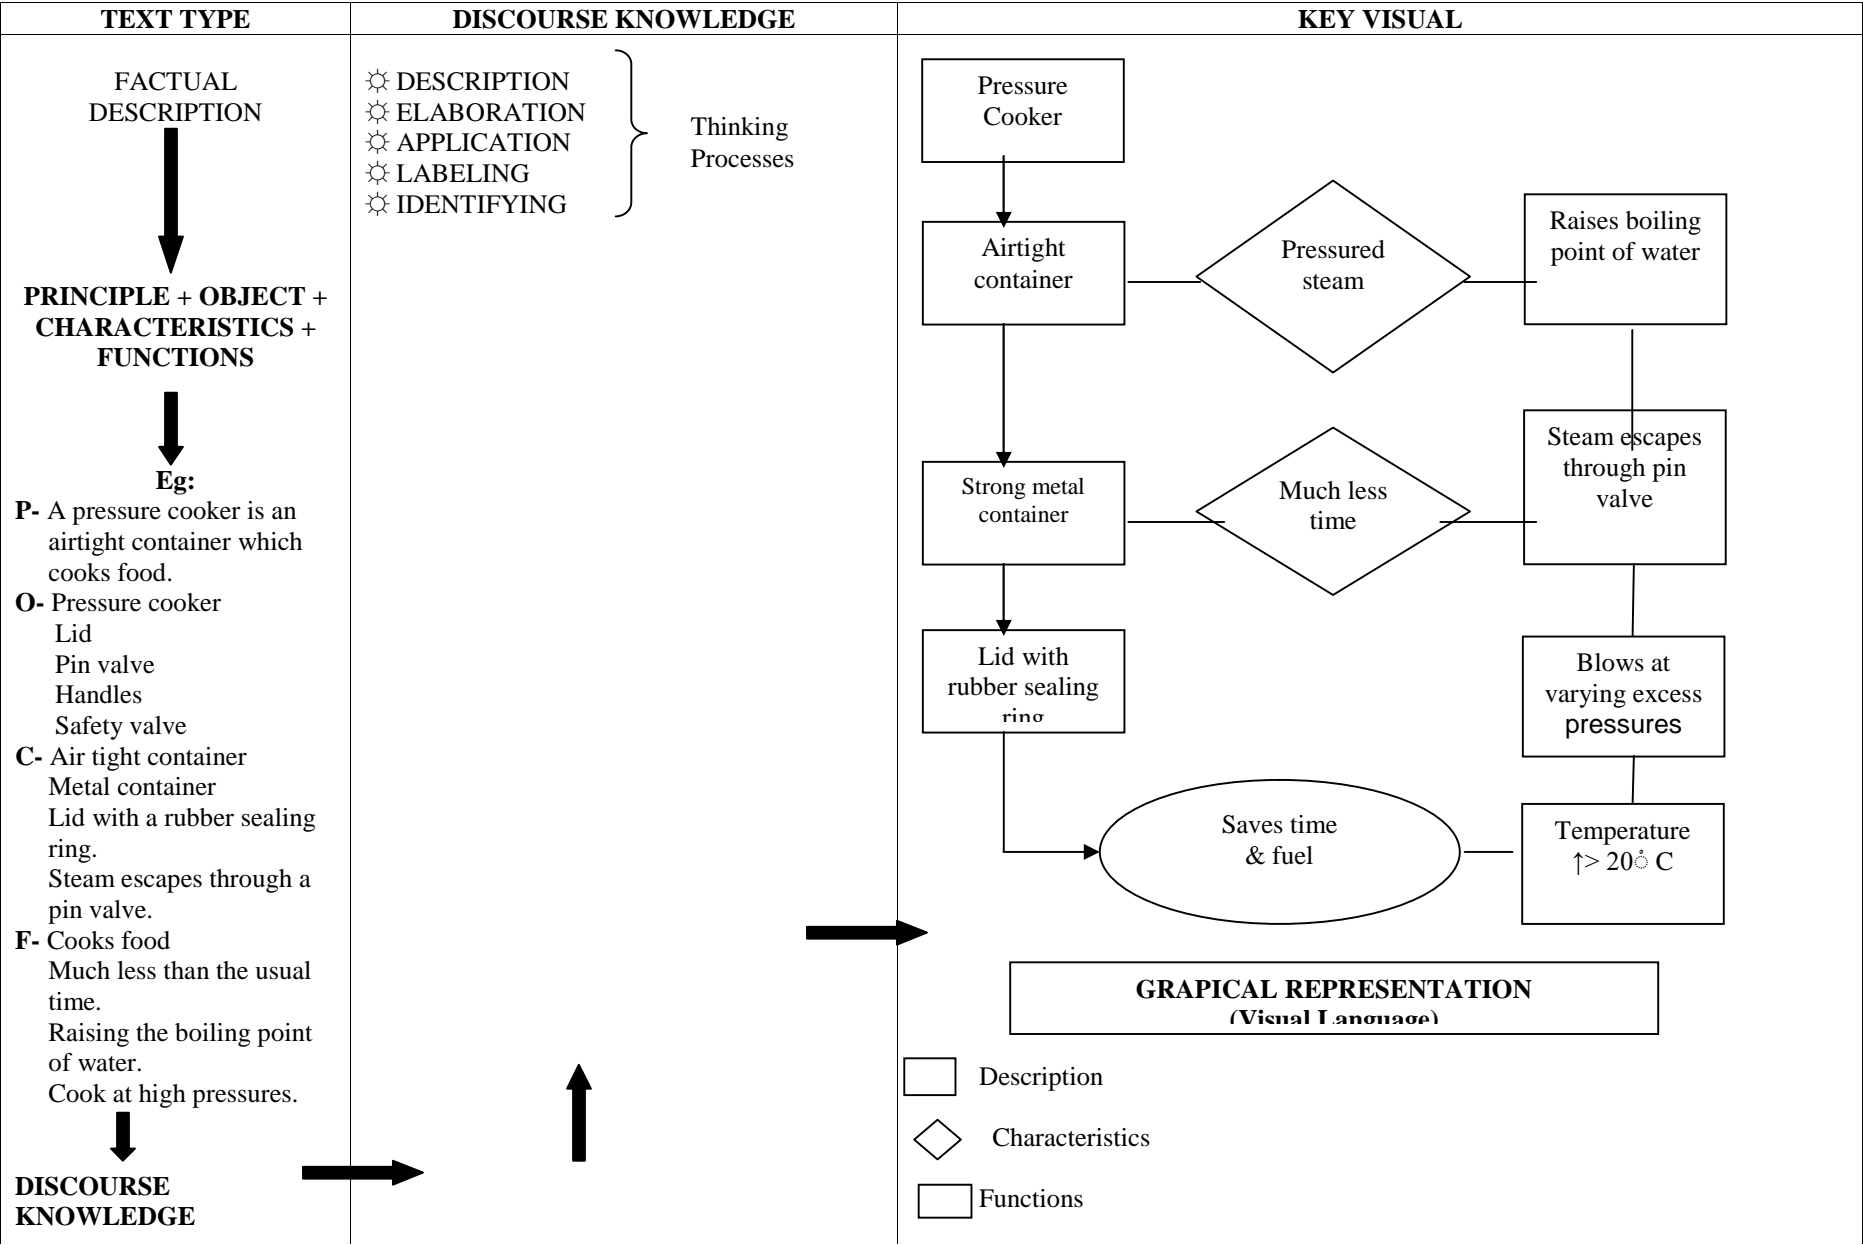 TEXT TYPE
DISCOURSE KNOWLEDGE
KEY VISUAL
FACTUAL
DESCRIPTION
PRINCIPLE + OBJECT +
CHARACTERISTICS +
FUNCTIONS
Eg:
P- A pressure cooker is an
airtight container which
cooks food.
O- Pressure cooker
Lid
Pin valve
Handles
Safety valve
C- Air tight container
Metal container
Lid with a rubber sealing
ring.
Steam escapes through a
pin valve.
F- Cooks food
Much less than the usual
time.
Raising the boiling point
of water.
Cook at high pressures.
DISCOURSE
KNOWLEDGE
☼ DESCRIPTION
☼ ELABORATION
☼ APPLICATION
☼ LABELING
☼ IDENTIFYING
Thinking
Processes
Pressure
Cooker
Airtight
container
Pressured
steam
Raises boiling
point of water
Strong metal
container
Much less
time
Steam escapes
through pin
valve
Lid with
rubber sealing
ring
Blows at
varying excess
pressures
Saves time
& fuel
Temperature
↑> 20° C
GRAPICAL REPRESENTATION
(Visual Language)
Description
Characteristics
Functions